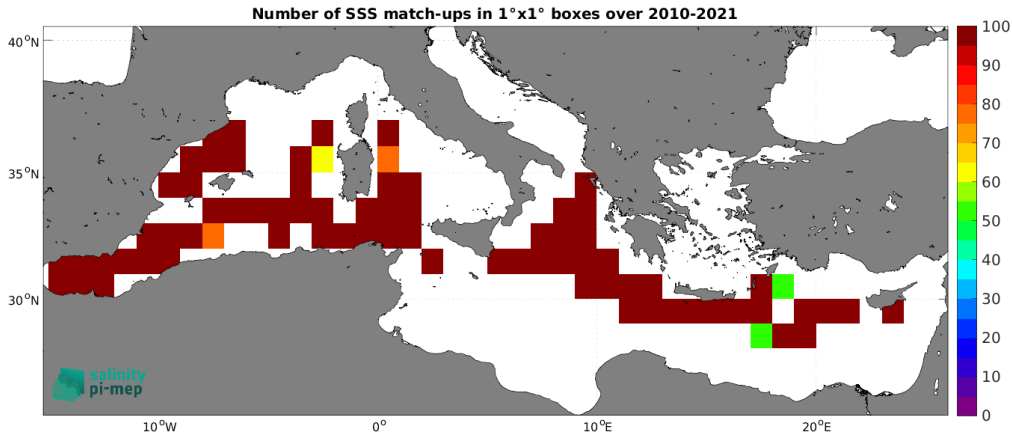 Number of SSS match-ups in 1°x1° boxes over 2010-2021
40°N
35°N
30°N
10°W
0°
10°E
20°E
100
90
80
70
60
50
40
30
20
10
0
salinity
pi-mep